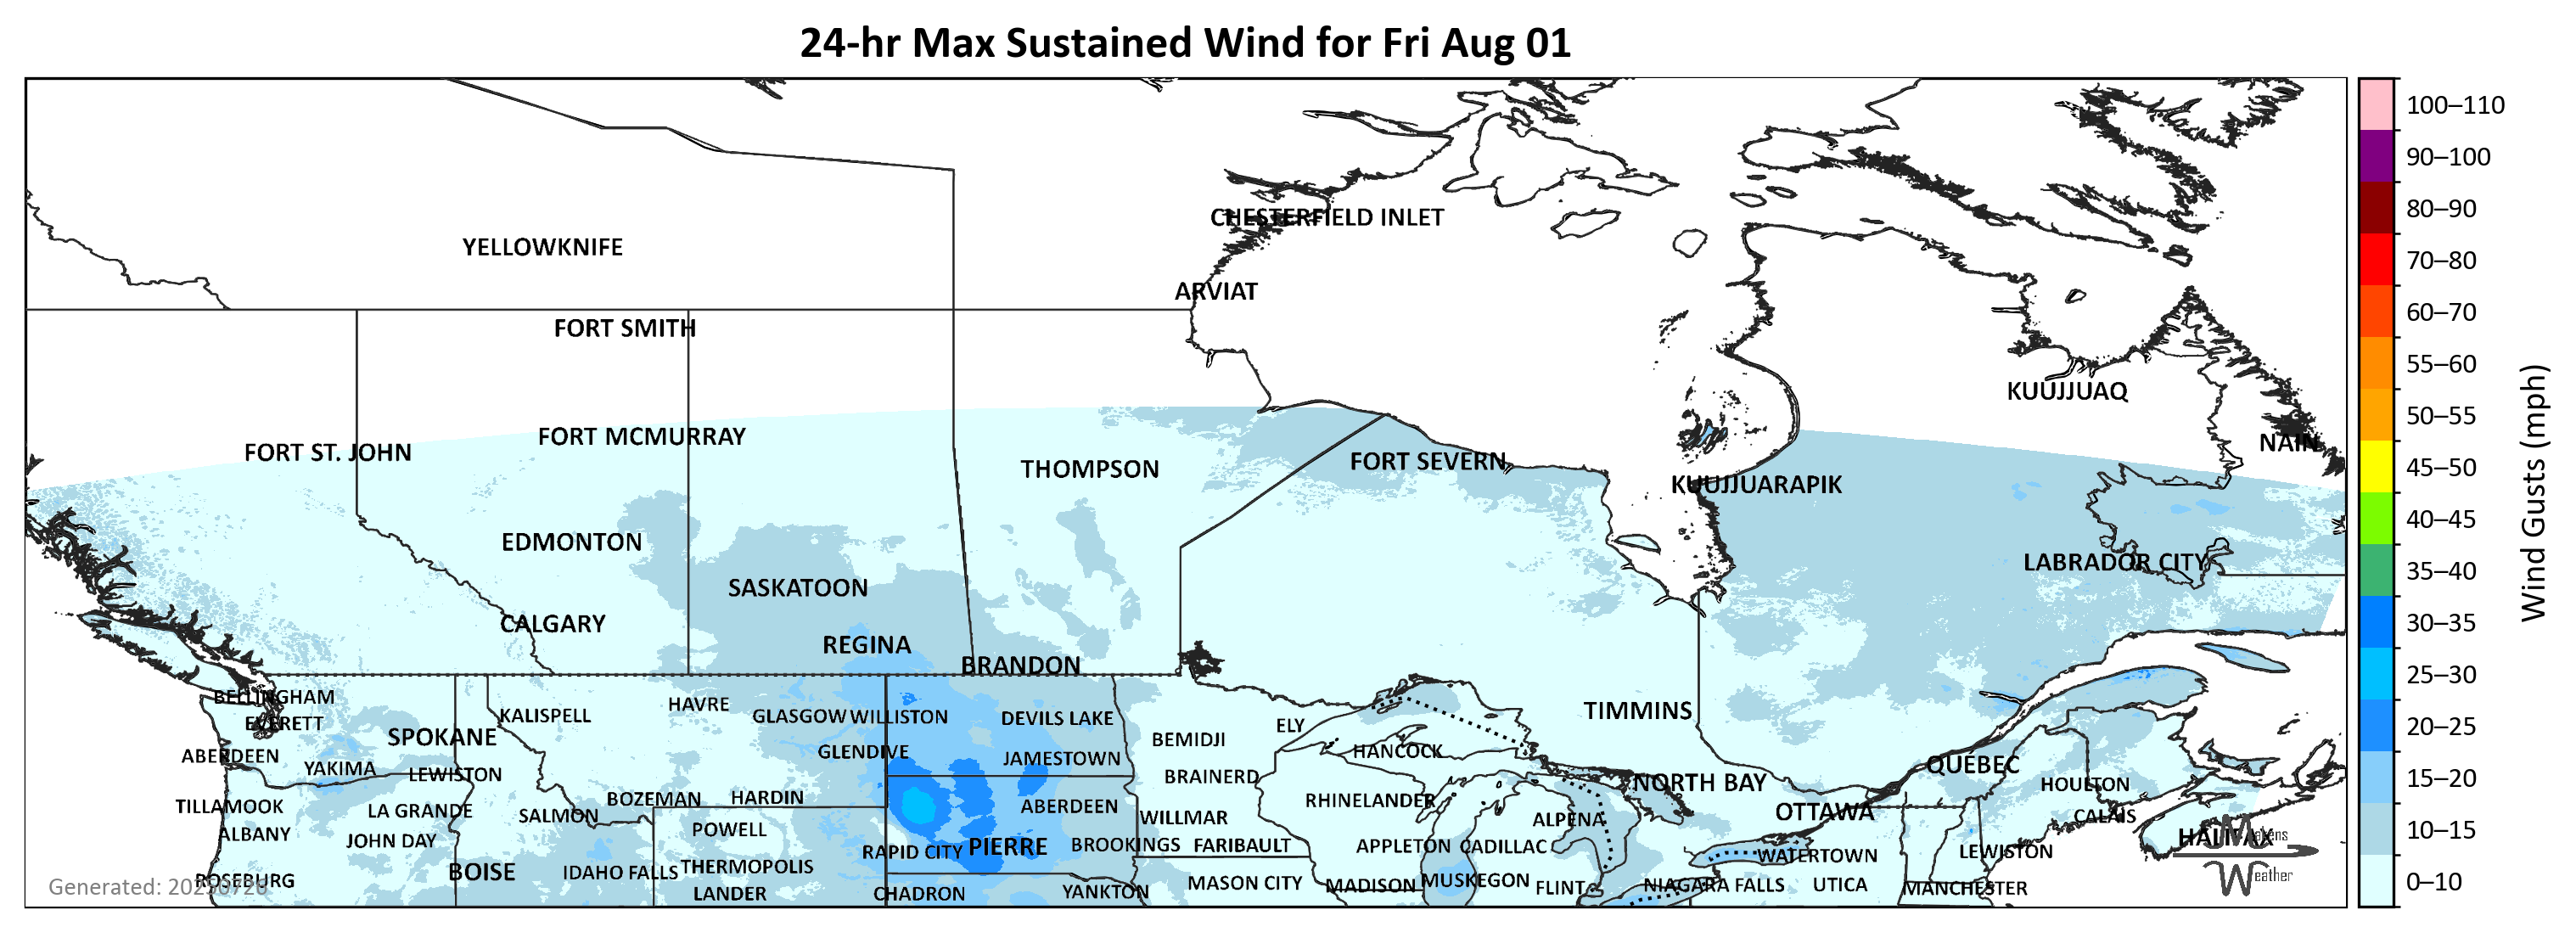 24-hr Max Sustained Wind for Fri Aug 01
100–110
90–100
80–90
70–80
60–70
55–60
50–55
45–50
40–45
35–40
30–35
25–30
20–25
15–20
10–15
0–10
Wind Gusts (mph)
CHESTERFIELD INLET
YELLOWKNIFE
ARVIAT
FORT SMITH
KUUJJUAQ
FORT MCMURRAY
NAIN
FORT ST. JOHN
FORT SEVERN
THOMPSON
KUUJJUARAPIK
EDMONTON
LABRADOR CITY
SASKATOON
CALGARY
REGINA
BRANDON
BELLINGHAM
HAVRE
TIMMINS
KALISPELL
GLASGOW
WILLISTON
DEVILS LAKE
EVERETT
ELY
SPOKANE
BEMIDJI
HANCOCK
GLENDIVE
ABERDEEN
JAMESTOWN
QUÉBEC
YAKIMA
LEWISTON
BRAINERD
NORTH BAY
HOULTON
BOZEMAN
HARDIN
RHINELANDER
TILLAMOOK
ABERDEEN
LA GRANDE
OTTAWA
SALMON
CALAIS
WILLMAR
ALPENA
POWELL
ALBANY
HALIFAX
JOHN DAY
BROOKINGS
FARIBAULT
APPLETON
CADILLAC
PIERRE
RAPID CITY
LEWISTON
WATERTOWN
THERMOPOLIS
BOISE
IDAHO FALLS
ROSEBURG
MUSKEGON
MASON CITY
MADISON
NIAGARA FALLS
UTICA
FLINT
MANCHESTER
LANDER
CHADRON
YANKTON
Makens
Weather